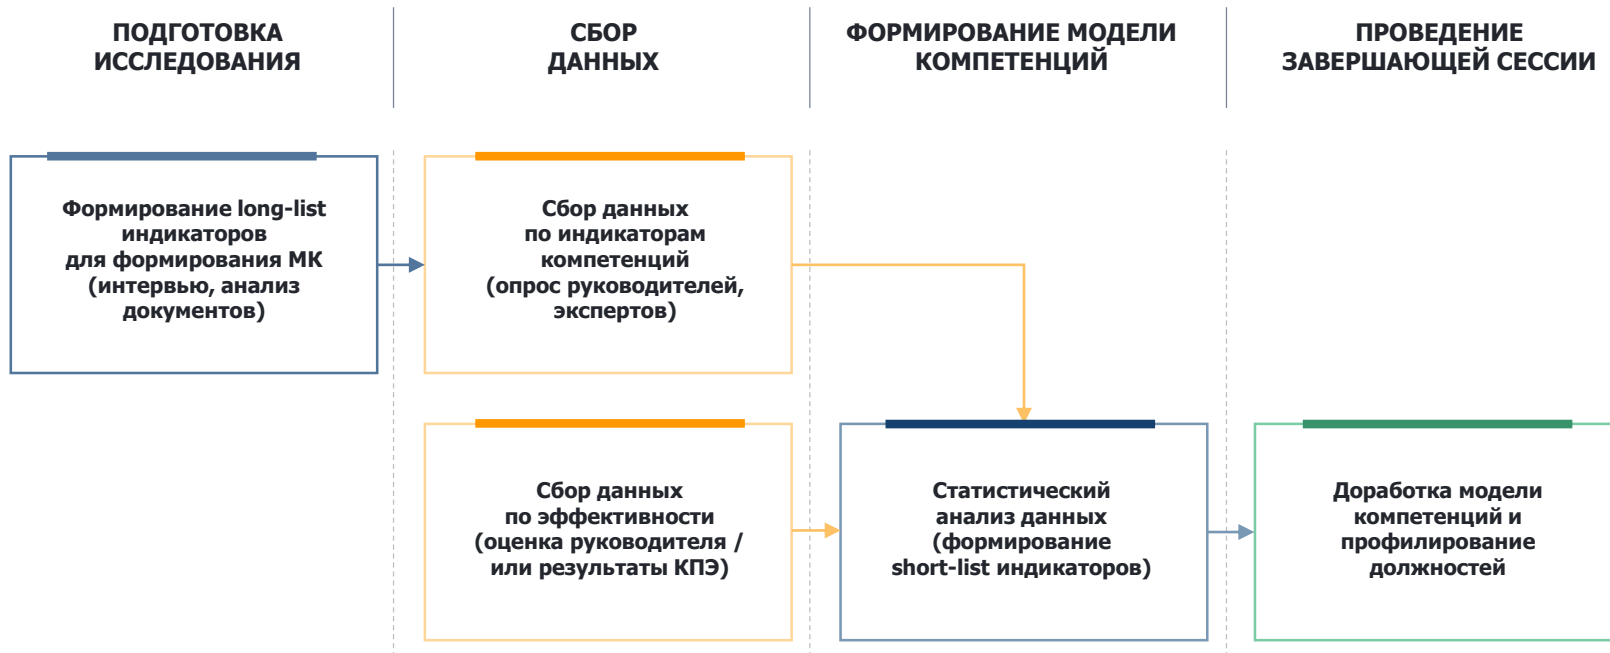 ПОДГОТОВКА
ИССЛЕДОВАНИЯ
СБОР
ДАННЫХ
ФОРМИРОВАНИЕ МОДЕЛИ
КОМПЕТЕНЦИЙ
ПРОВЕДЕНИЕ
ЗАВЕРШАЮЩЕЙ СЕССИИ
Формирование long-list
индикаторов
для формирования МК
(интервью, анализ
документов)
Сбор данных
по индикаторам
компетенций
(опрос руководителей,
экспертов)
Сбор данных
по эффективности
(оценка руководителя /
или результаты КПЭ)
Статистический
анализ данных
(формирование
short-list индикаторов)
Доработка модели
компетенций и
профилирование
должностей